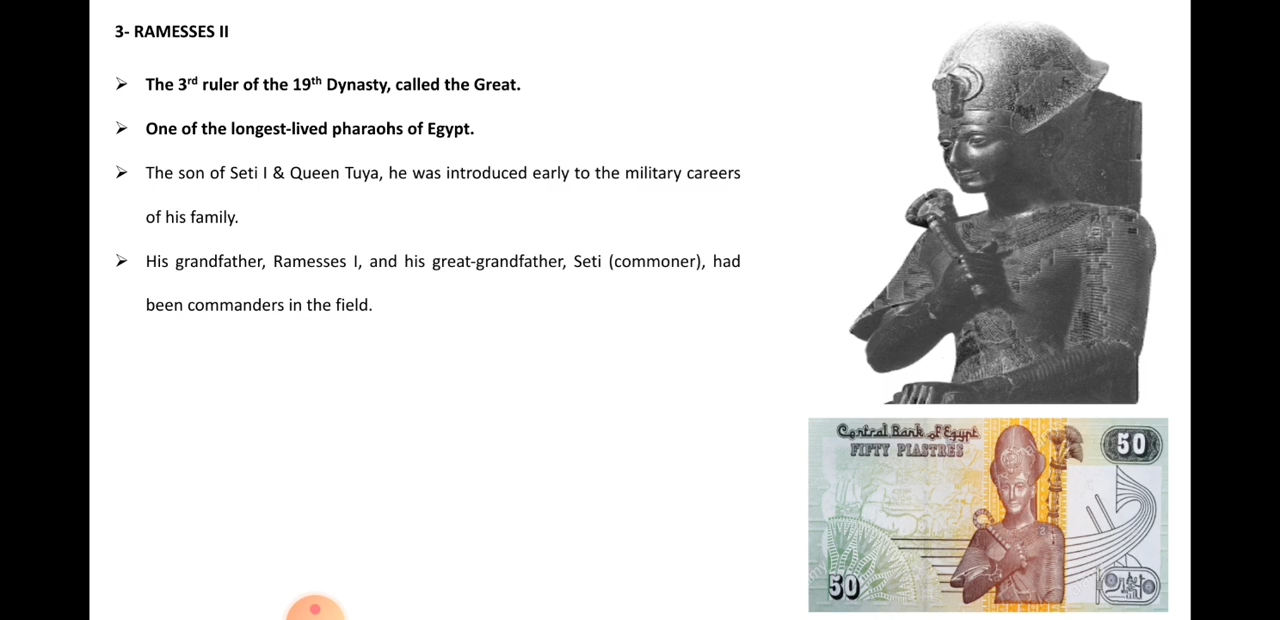 3- RAMESSES II
➢ The 3rd ruler of the 19th Dynasty, called the Great.
➢ One of the longest-lived pharaohs of Egypt.
➢ The son of Seti I & Queen Tuya, he was introduced early to the military careers
of his family.
➢ His grandfather, Ramesses I, and his great-grandfather, Seti (commoner), had
been commanders in the field.
Central Bank of Egypt
FIFTY PIASTRES
50
50